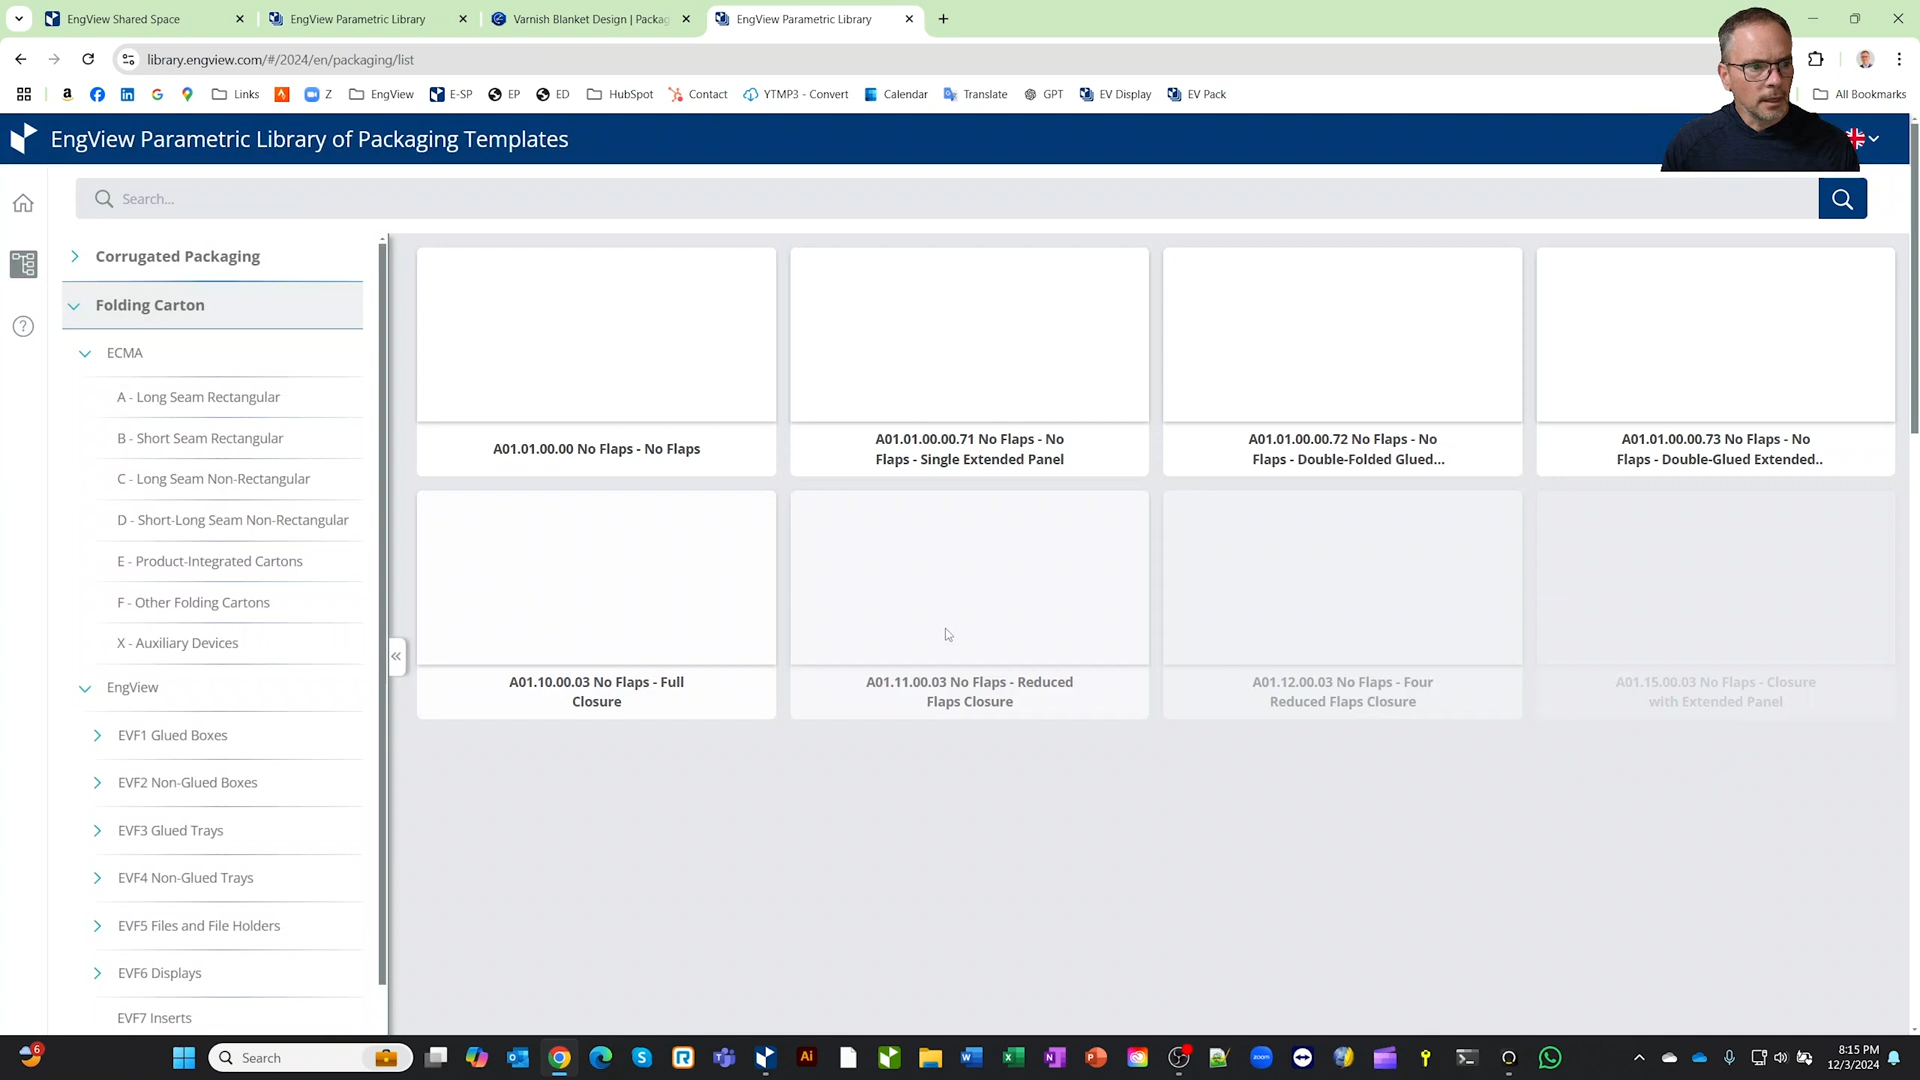 EngView Shared Space
EngView Parametric Library
Varnish Blanket Design | Packag
EngView Parametric Library
library.engview.com/#/2024/en/packaging/list
Links
Z
EngView
E-SP
EP
ED
HubSpot
Contact
YTMP3 - Convert
Calendar
Translate
GPT
EV Display
EV Pack
All Bookmarks
EngView Parametric Library of Packaging Templates
Search...
Corrugated Packaging
Folding Carton
ECMA
A - Long Seam Rectangular
B - Short Seam Rectangular
C - Long Seam Non-Rectangular
D - Short-Long Seam Non-Rectangular
E - Product-Integrated Cartons
F - Other Folding Cartons
X - Auxiliary Devices
EngView
EVF1 Glued Boxes
EVF2 Non-Glued Boxes
EVF3 Glued Trays
EVF4 Non-Glued Trays
EVF5 Files and File Holders
EVF6 Displays
EVF7 Inserts
A01.01.00.00 No Flaps - No Flaps
A01.01.00.00.71 No Flaps - No
Flaps - Single Extended Panel
A01.01.00.00.72 No Flaps - No
Flaps - Double-Folded Glued...
A01.01.00.00.73 No Flaps - No
Flaps - Double-Glued Extended..
A01.10.00.03 No Flaps - Full
Closure
A01.11.00.03 No Flaps - Reduced
Flaps Closure
A01.12.00.03 No Flaps - Four
Reduced Flaps Closure
A01.15.00.03 No Flaps - Closure
with Extended Panel
6
Search
Ai
zoom
8:15 PM
12/3/2024